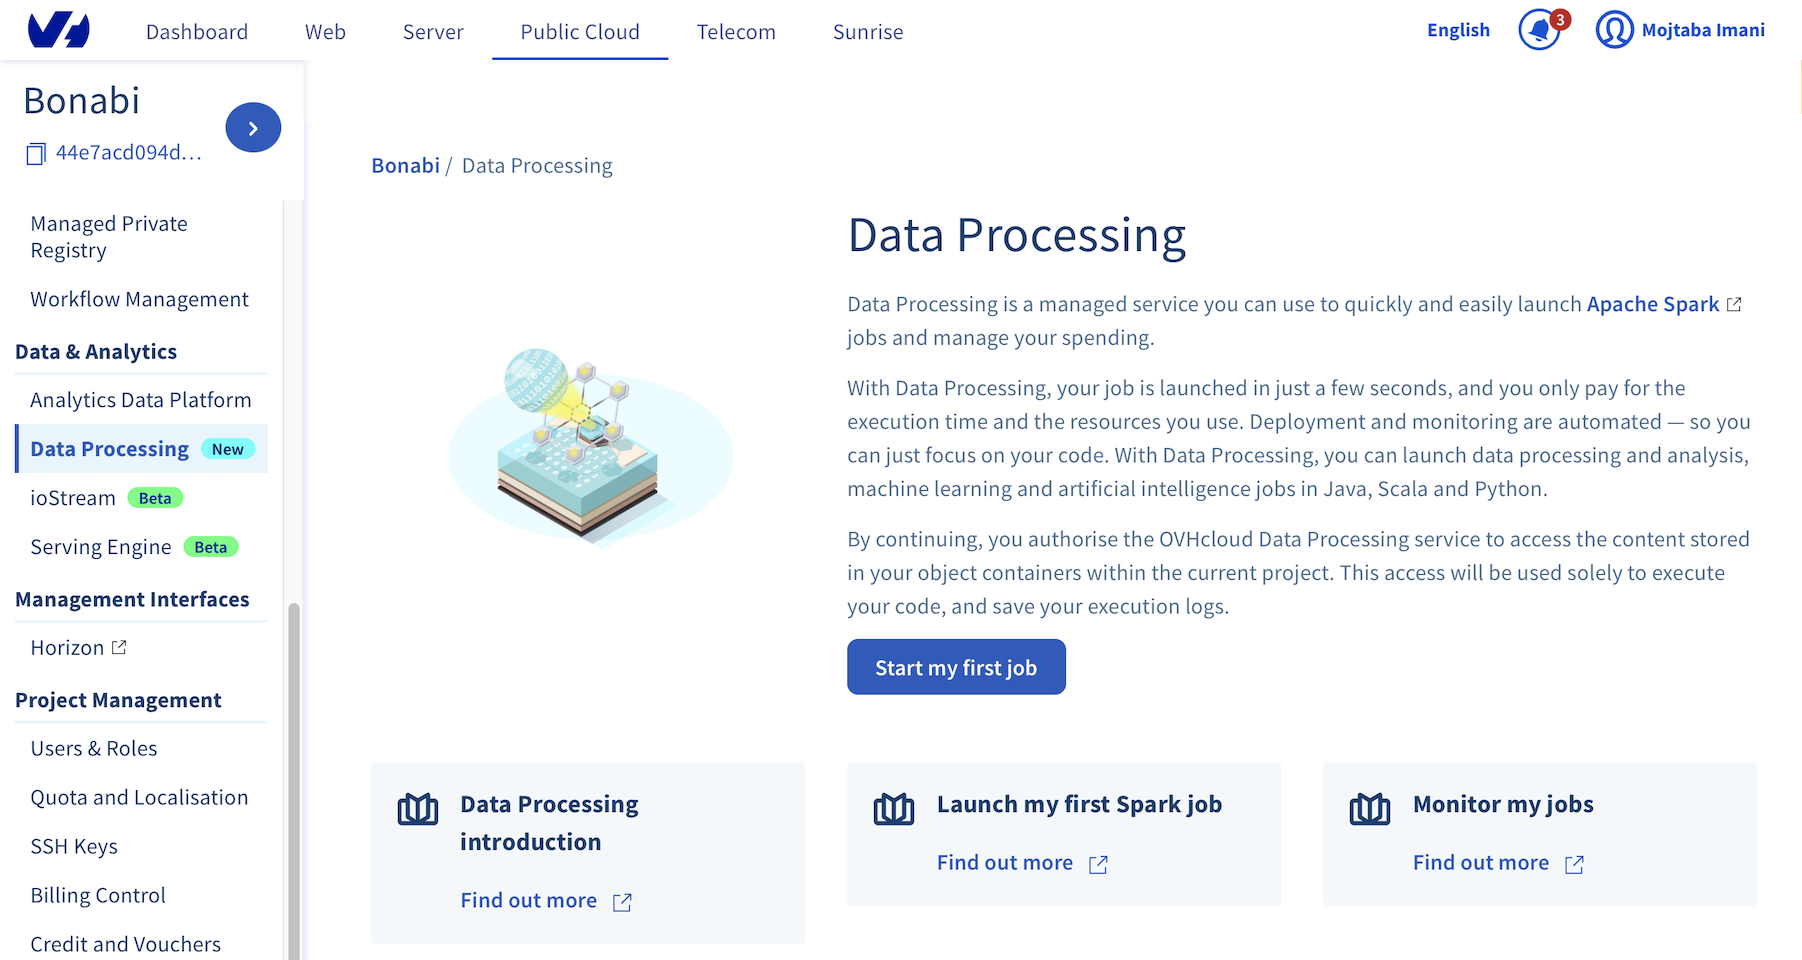 Dashboard
Web
Server
Public Cloud
Telecom
Sunrise
English
3
Mojtaba Imani
Bonabi
44e7acd094d...
Managed Private
Registry
Workflow Management
Data & Analytics
Analytics Data Platform
Data Processing New
ioStream Beta
Serving Engine Beta
Management Interfaces
Horizon
Project Management
Users & Roles
Quota and Localisation
SSH Keys
Billing Control
Credit and Vouchers
Bonabi / Data Processing
Data Processing
Data Processing is a managed service you can use to quickly and easily launch Apache Spark
jobs and manage your spending.
With Data Processing, your job is launched in just a few seconds, and you only pay for the
execution time and the resources you use. Deployment and monitoring are automated — so you
can just focus on your code. With Data Processing, you can launch data processing and analysis,
machine learning and artificial intelligence jobs in Java, Scala and Python.
By continuing, you authorise the OVHcloud Data Processing service to access the content stored
in your object containers within the current project. This access will be used solely to execute
your code, and save your execution logs.
Start my first job
Data Processing
introduction
Find out more
Launch my first Spark job
Find out more
Monitor my jobs
Find out more